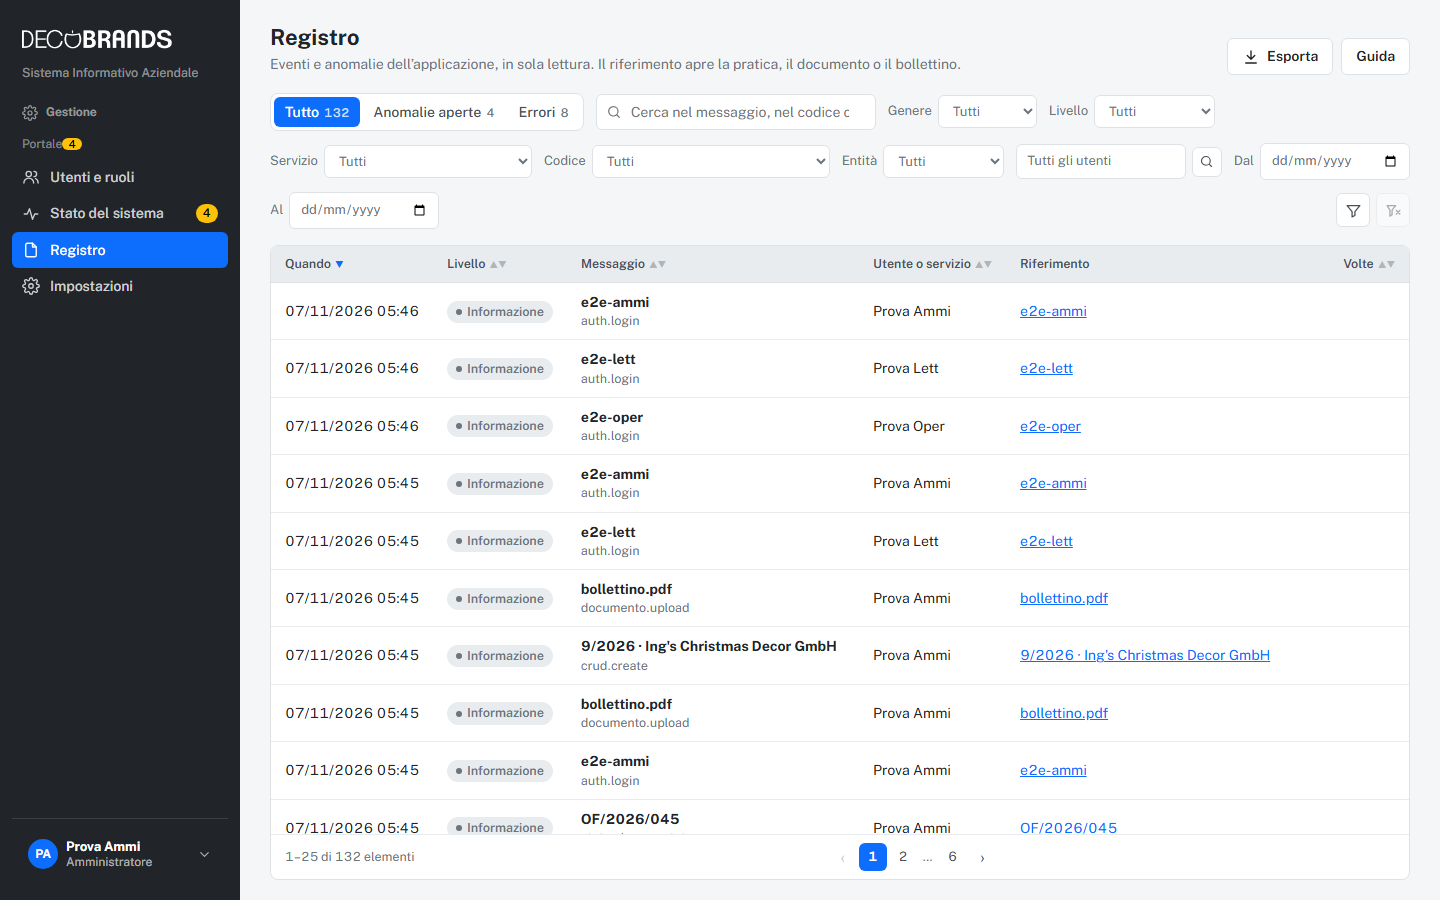 DECOBRANDS
Sistema Informativo Aziendale
Gestione
Portale 4
Utenti e ruoli
Stato del sistema 4
Registro
Impostazioni
PA Prova Ammi
Amministratore
Registro
Eventi e anomalie dell'applicazione, in sola lettura. Il riferimento apre la pratica, il documento o il bollettino.
Esporta Guida
Tutto 132 Anomalie aperte 4 Errori 8 Cerca nel messaggio, nel codice c Genere Tutti Livello Tutti
Servizio Tutti Codice Tutti Entità Tutti Tutti gli utenti Dal dd/mm/yyyy
Al dd/mm/yyyy
Quando Livello Messaggio Utente o servizio Riferimento Volte
07/11/2026 05:46 Informazione e2e-ammi Prova Ammi e2e-ammi
auth.login
07/11/2026 05:46 Informazione e2e-lett Prova Lett e2e-lett
auth.login
07/11/2026 05:46 Informazione e2e-oper Prova Oper e2e-oper
auth.login
07/11/2026 05:45 Informazione e2e-ammi Prova Ammi e2e-ammi
auth.login
07/11/2026 05:45 Informazione e2e-lett Prova Lett e2e-lett
auth.login
07/11/2026 05:45 Informazione bollettino.pdf Prova Ammi bollettino.pdf
documento.upload
07/11/2026 05:45 Informazione 9/2026 · Ing's Christmas Decor GmbH Prova Ammi 9/2026 · Ing's Christmas Decor GmbH
crud.create
07/11/2026 05:45 Informazione bollettino.pdf Prova Ammi bollettino.pdf
documento.upload
07/11/2026 05:45 Informazione e2e-ammi Prova Ammi e2e-ammi
auth.login
07/11/2026 05:45 Informazione OF/2026/045 Prova Ammi OF/2026/045
1–25 di 132 elementi ‹ 1 2 … 6 ›